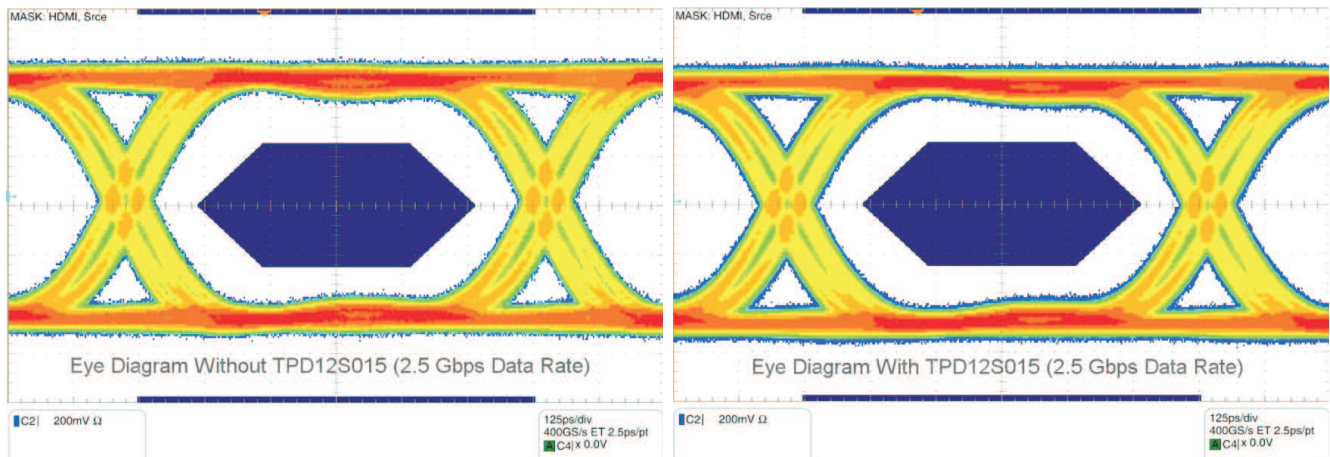 MASK: HDMI, Srce
Eye Diagram Without TPD12S015 (2.5 Gbps Data Rate)
C2| 200mV Ω
125ps/div
400GS/s ET 2.5ps/pt
A C4| x 0.0V
MASK: HDMI, Srce
Eye Diagram With TPD12S015 (2.5 Gbps Data Rate)
C2| 200mV Ω
125ps/div
400GS/s ET 2.5ps/pt
A C4| x 0.0V